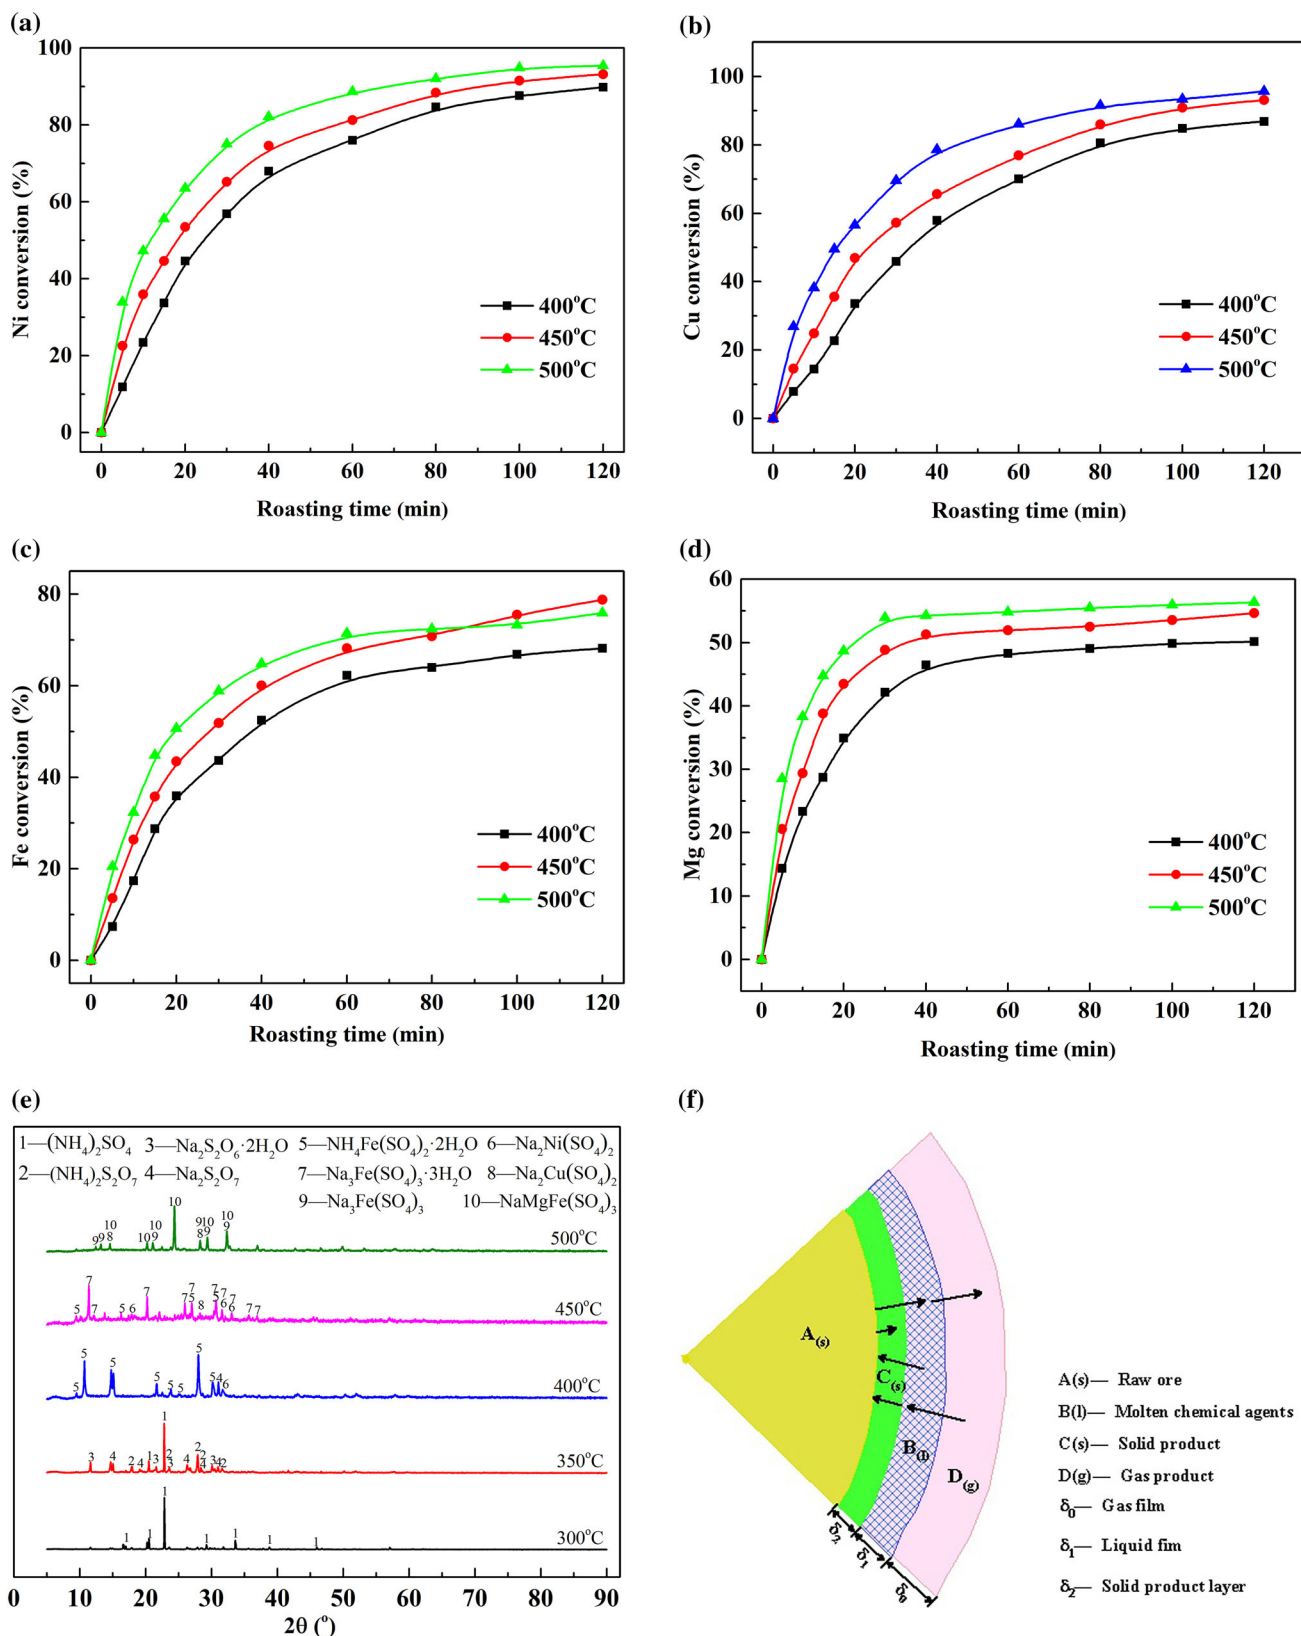 (a)
Ni conversion (%)
100
80
60
40
20
0
400°C
450°C
500°C
0 20 40 60 80 100 120
Roasting time (min)
(b)
Cu conversion (%)
100
80
60
40
20
0
400°C
450°C
500°C
0 20 40 60 80 100 120
Roasting time (min)
(c)
Fe conversion (%)
80
60
40
20
0
400°C
450°C
500°C
0 20 40 60 80 100 120
Roasting time (min)
(d)
Mg conversion (%)
60
50
40
30
20
10
0
400°C
450°C
500°C
0 20 40 60 80 100 120
Roasting time (min)
(e)
1—(NH₄)₂SO₄ 3—Na₂S₂O₆·2H₂O 5—NH₄Fe(SO₄)₂·2H₂O 6—Na₂Ni(SO₄)₂
2—(NH₄)₂S₂O₇ 4—Na₂S₂O₇ 7—Na₃Fe(SO₄)₃·3H₂O 8—Na₂Cu(SO₄)₂
9—Na₃Fe(SO₄)₃ 10—NaMgFe(SO₄)₃
500°C
450°C
400°C
350°C
300°C
0 10 20 30 40 50 60 70 80 90
2θ (°)
(f)
A(s)
C(s)
B(l)
D(g)
δ₂
δ₁
δ₀
A(s)— Raw ore
B(l)— Molten chemical agents
C(s)— Solid product
D(g)— Gas product
δ₀— Gas film
δ₁— Liquid fim
δ₂— Solid product layer